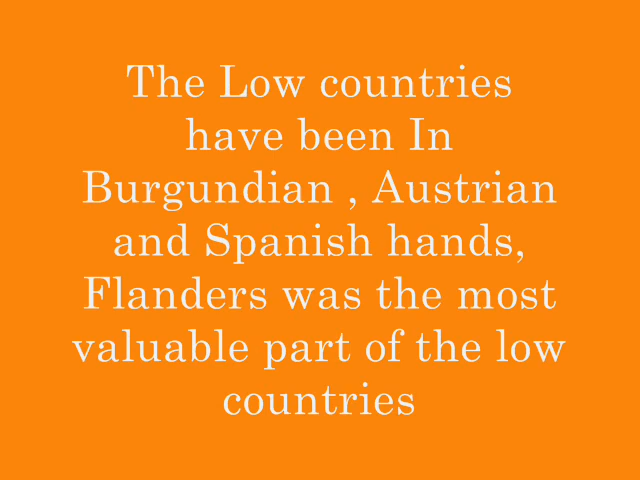 The Low countries
have been In
Burgundian , Austrian
and Spanish hands,
Flanders was the most
valuable part of the low
countries